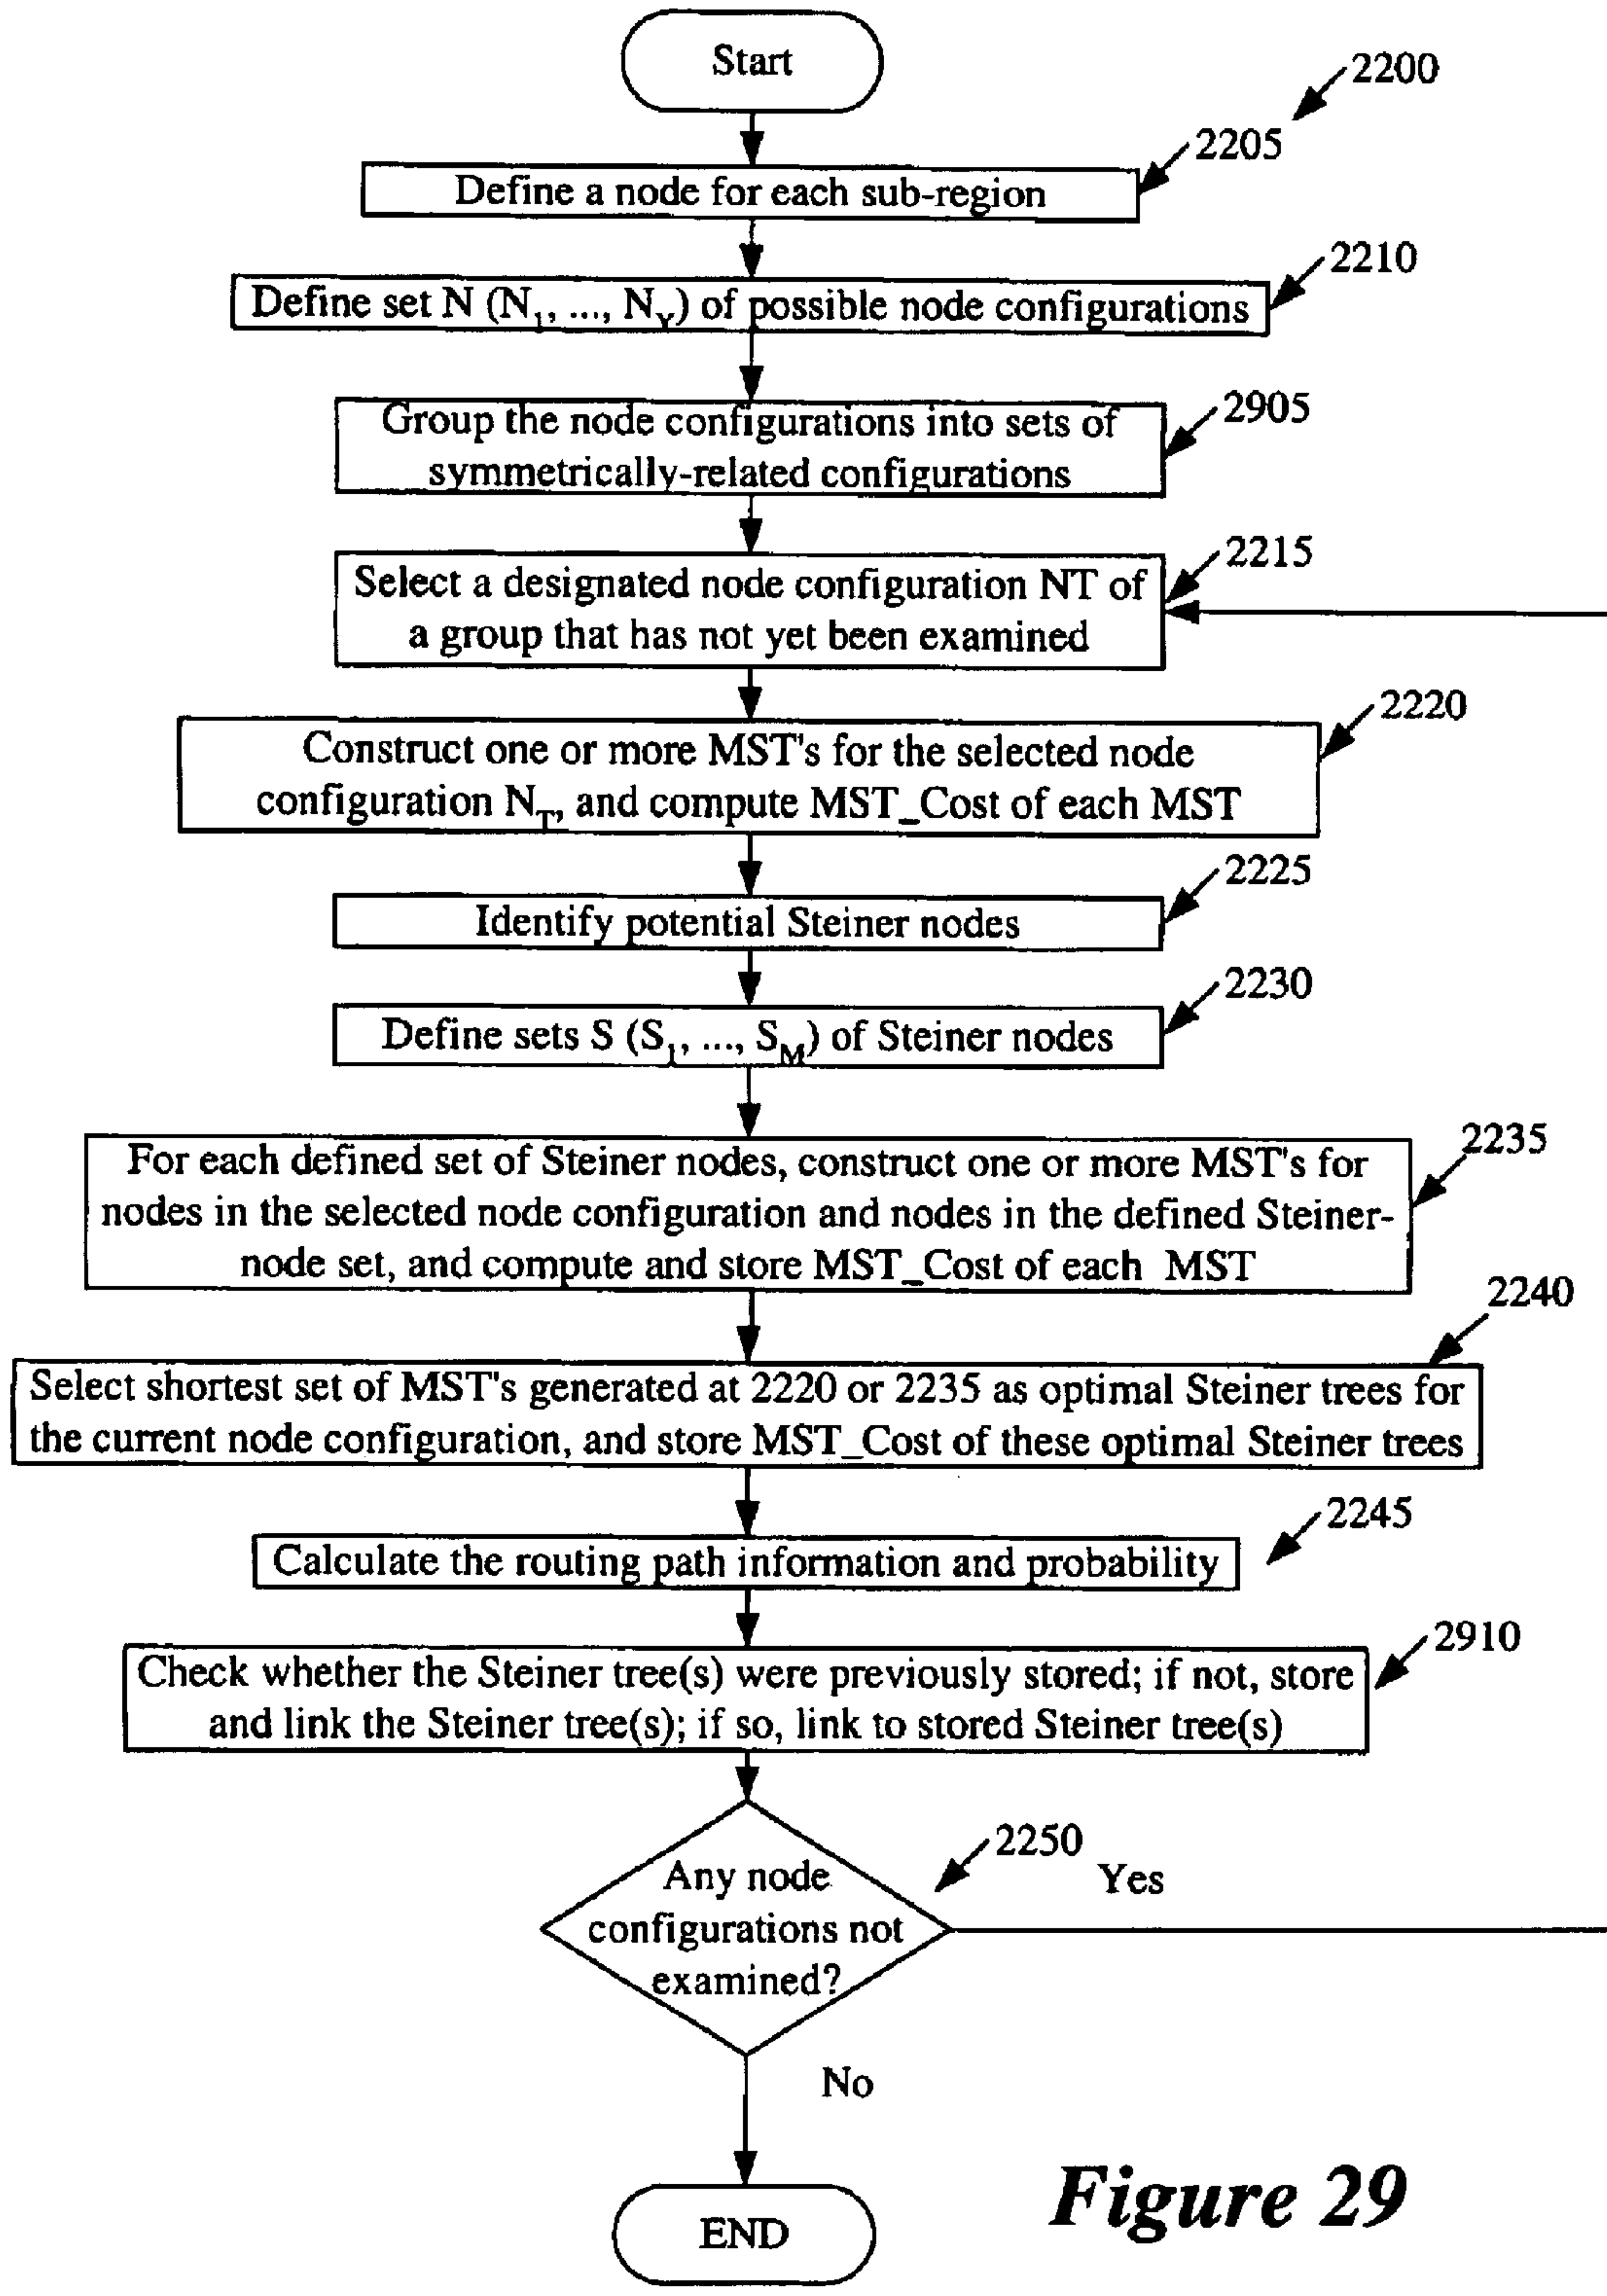 Start
2200
2205
Define a node for each sub-region
2210
Define set N (N1, ..., NY) of possible node configurations
2905
Group the node configurations into sets of
symmetrically-related configurations
2215
Select a designated node configuration NT of
a group that has not yet been examined
2220
Construct one or more MST's for the selected node
configuration NT, and compute MST_Cost of each MST
2225
Identify potential Steiner nodes
2230
Define sets S (S1, ..., SM) of Steiner nodes
2235
For each defined set of Steiner nodes, construct one or more MST's for
nodes in the selected node configuration and nodes in the defined Steiner-
node set, and compute and store MST_Cost of each MST
2240
Select shortest set of MST's generated at 2220 or 2235 as optimal Steiner trees for
the current node configuration, and store MST_Cost of these optimal Steiner trees
2245
Calculate the routing path information and probability
2910
Check whether the Steiner tree(s) were previously stored; if not, store
and link the Steiner tree(s); if so, link to stored Steiner tree(s)
2250
Yes
Any node
configurations not
examined?
No
END
Figure 29